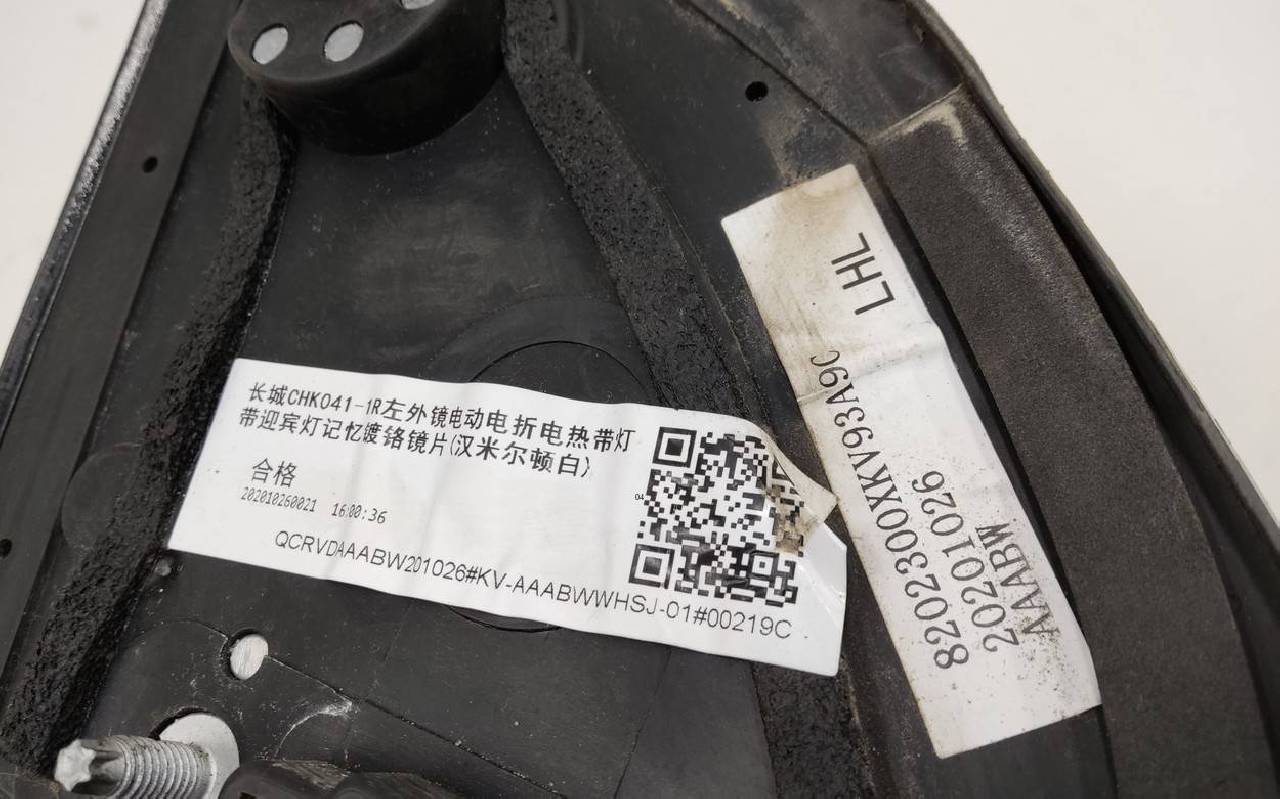 长城CHK041-1R左外镜电动电折电热带灯
带迎宾灯记忆镀铬镜片(汉米尔顿白)
合格
202010260021 16:00:36
QCRVDAAABW201026#KV-AAABWWHSJ-01#00219C
04
LHL
8202300XKV93A9C
20201026
AAABW